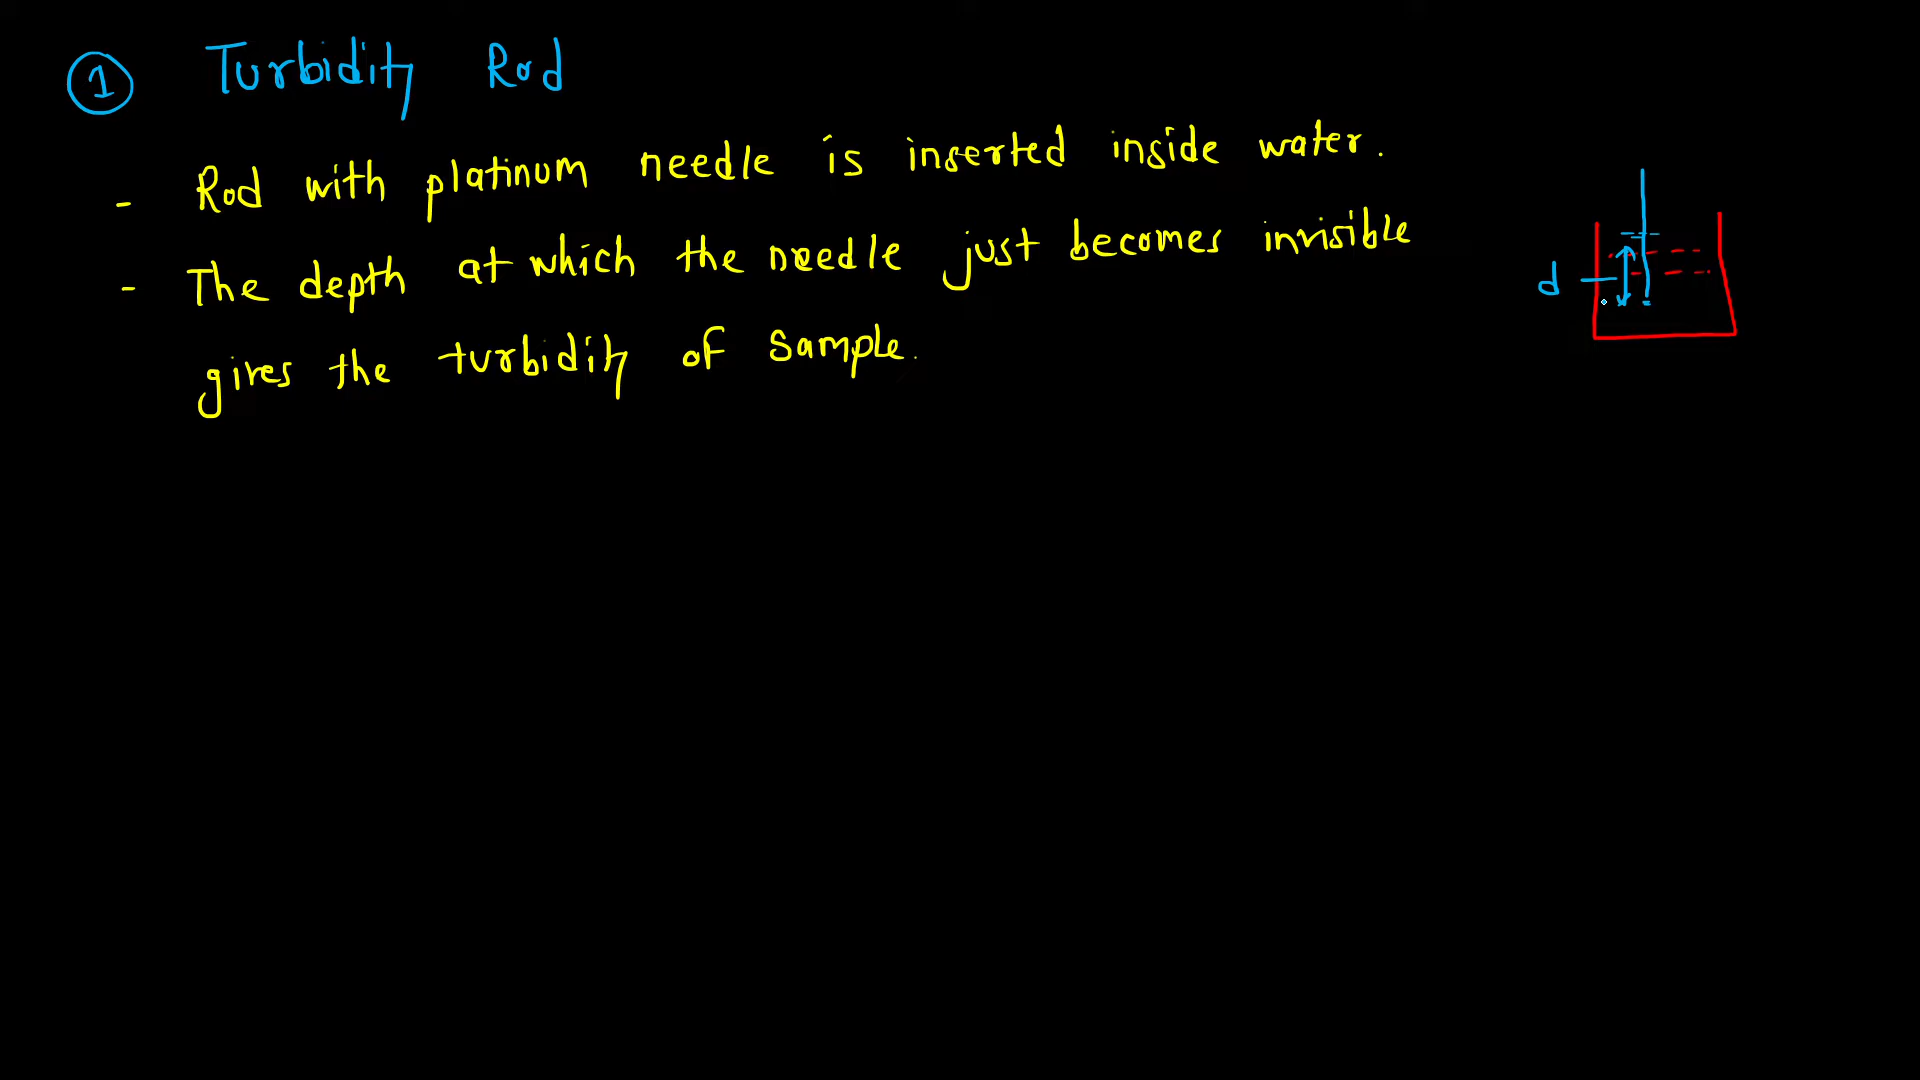 1 Turbidity Rod
- Rod with platinum needle is inserted inside water.
- The depth at which the needle just becomes invisible
gives the turbidity of sample.
d